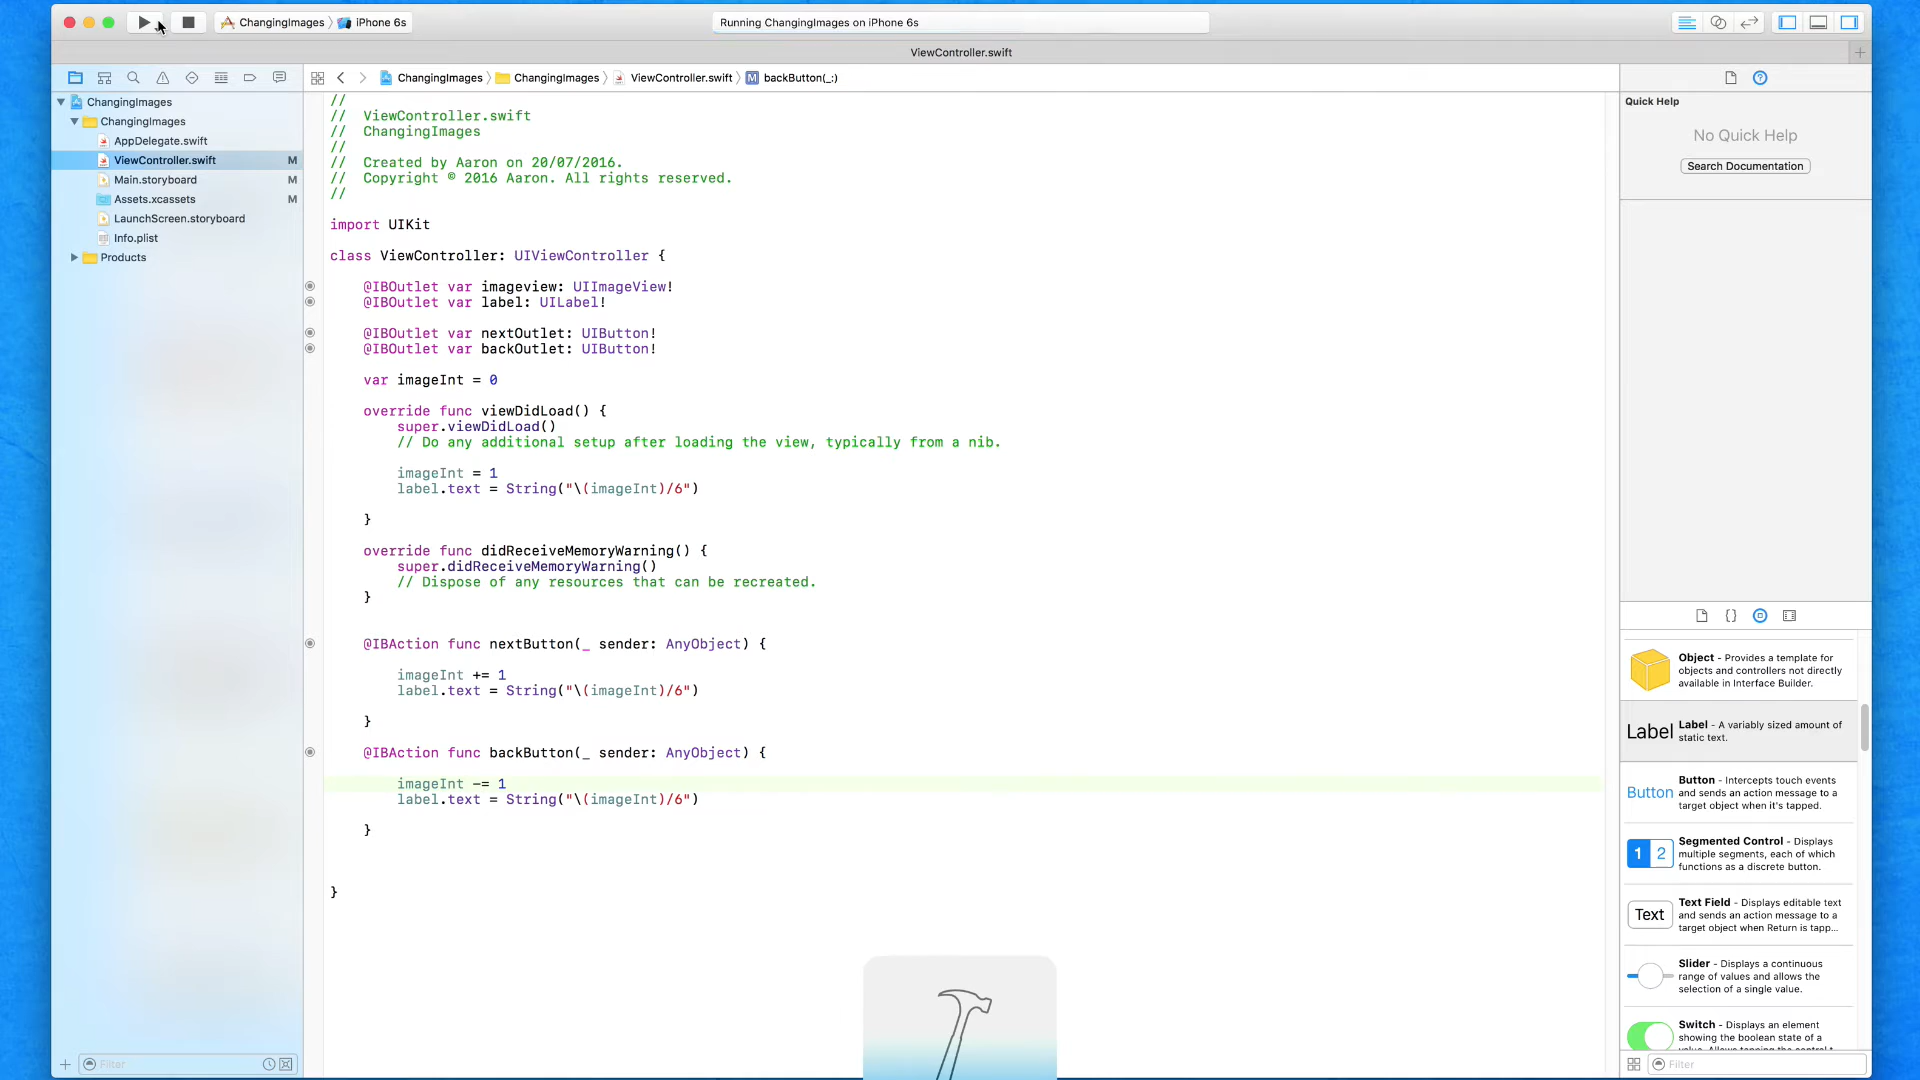 ChangingImages
iPhone 6s
Running ChangingImages on iPhone 6s
ViewController.swift
ChangingImages
ChangingImages
ViewController.swift
M
backButton(_:)
ChangingImages
ChangingImages
AppDelegate.swift
ViewController.swift M
Main.storyboard M
Assets.xcassets M
LaunchScreen.storyboard
Info.plist
Products
Filter
//
// ViewController.swift
// ChangingImages
//
// Created by Aaron on 20/07/2016.
// Copyright © 2016 Aaron. All rights reserved.
//
import UIKit
class ViewController: UIViewController {
@IBOutlet var imageview: UIImageView!
@IBOutlet var label: UILabel!
@IBOutlet var nextOutlet: UIButton!
@IBOutlet var backOutlet: UIButton!
var imageInt = 0
override func viewDidLoad() {
super.viewDidLoad()
// Do any additional setup after loading the view, typically from a nib.
imageInt = 1
label.text = String("\(imageInt)/6")
}
override func didReceiveMemoryWarning() {
super.didReceiveMemoryWarning()
// Dispose of any resources that can be recreated.
}
@IBAction func nextButton(_ sender: AnyObject) {
imageInt += 1
label.text = String("\(imageInt)/6")
}
@IBAction func backButton(_ sender: AnyObject) {
imageInt -= 1
label.text = String("\(imageInt)/6")
}
}
Quick Help
No Quick Help
Search Documentation
{}
Object - Provides a template for
objects and controllers not directly
available in Interface Builder.
Label
Label - A variably sized amount of
static text.
Button
Button - Intercepts touch events
and sends an action message to a
target object when it's tapped.
1 2
Segmented Control - Displays
multiple segments, each of which
functions as a discrete button.
Text
Text Field - Displays editable text
and sends an action message to a
target object when Return is tapp...
Slider - Displays a continuous
range of values and allows the
selection of a single value.
Switch - Displays an element
showing the boolean state of a
Filter